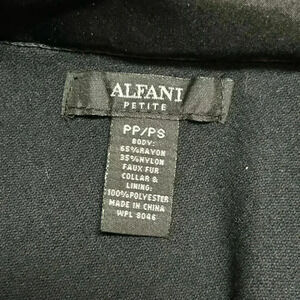 ALFANI
PETITE
PP/PS
BODY:
65%RAYON
35%NYLON
FAUX FUR
COLLAR &
LINING:
100%POLYESTER
MADE IN CHINA
WPL 8046